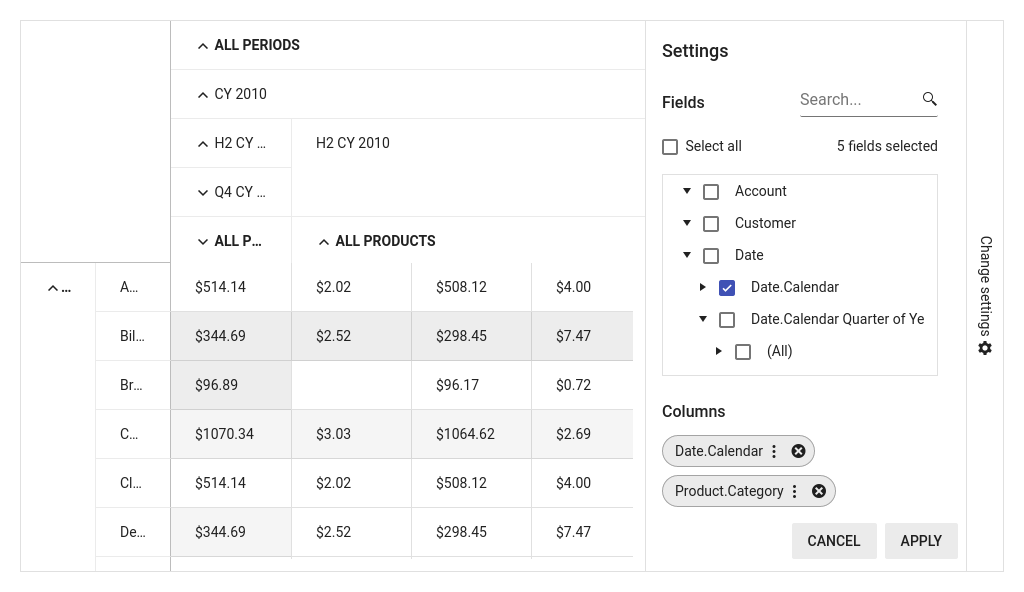 ALL PERIODS
CY 2010
H2 CY ... H2 CY 2010
Q4 CY ...
ALL P... ALL PRODUCTS
... A... $514.14 $2.02 $508.12 $4.00
Bil... $344.69 $2.52 $298.45 $7.47
Br... $96.89 $96.17 $0.72
C... $1070.34 $3.03 $1064.62 $2.69
Cl... $514.14 $2.02 $508.12 $4.00
De... $344.69 $2.52 $298.45 $7.47
Settings
Fields Search...
Select all 5 fields selected
Account
Customer
Date
Date.Calendar
Date.Calendar Quarter of Ye
(All)
Columns
Date.Calendar
Product.Category
CANCEL APPLY
Change settings